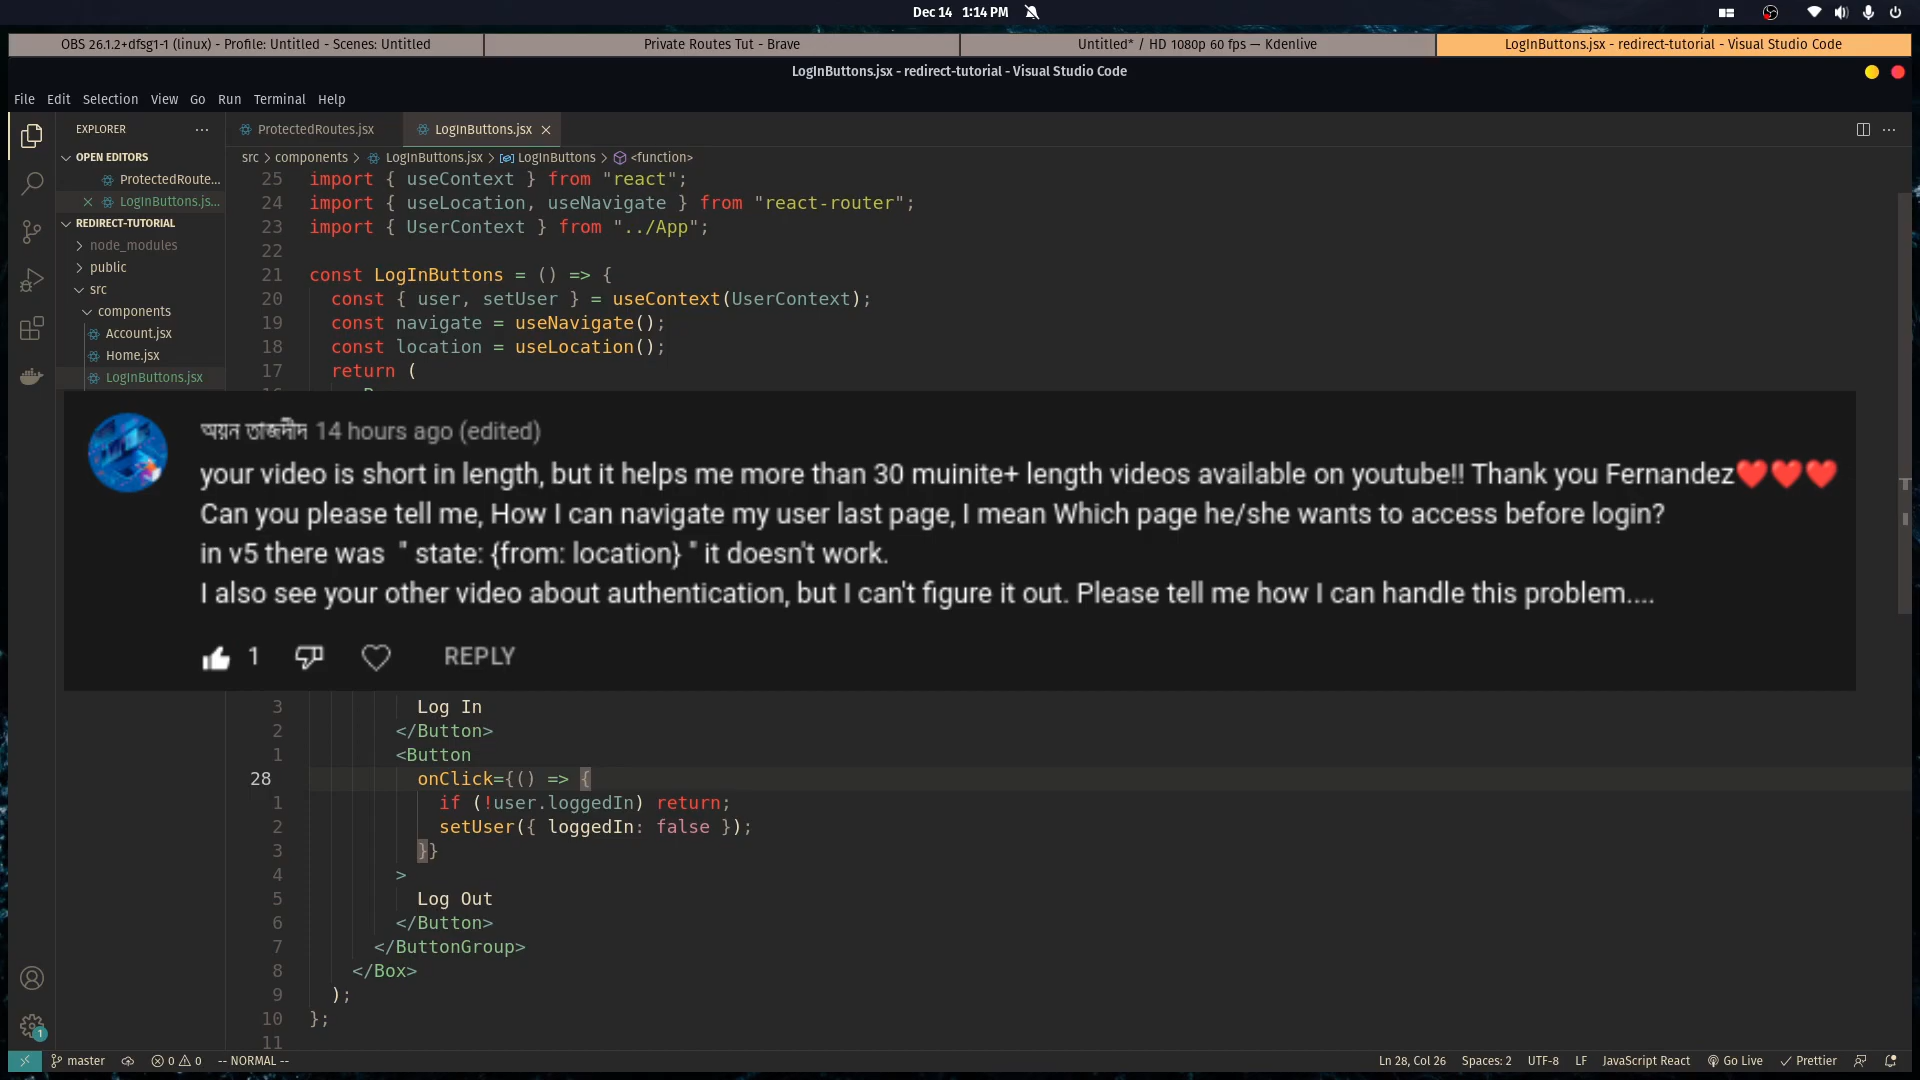 Dec 14 1:14 PM
OBS 26.1.2+dfsg1-1 (linux) - Profile: Untitled - Scenes: Untitled
Private Routes Tut - Brave
Untitled* / HD 1080p 60 fps — Kdenlive
LogInButtons.jsx - redirect-tutorial - Visual Studio Code
LogInButtons.jsx - redirect-tutorial - Visual Studio Code
File Edit Selection View Go Run Terminal Help
EXPLORER
OPEN EDITORS
ProtectedRoute...
LogInButtons.js...
REDIRECT-TUTORIAL
node_modules
public
src
components
Account.jsx
Home.jsx
LogInButtons.jsx
ProtectedRoutes.jsx
LogInButtons.jsx
src > components > LogInButtons.jsx > LogInButtons > <function>
25 import { useContext } from "react";
24 import { useLocation, useNavigate } from "react-router";
23 import { UserContext } from "../App";
22
21 const LogInButtons = () => {
20 const { user, setUser } = useContext(UserContext);
19 const navigate = useNavigate();
18 const location = useLocation();
17 return (
অয়ন তাজদীদ 14 hours ago (edited)
your video is short in length, but it helps me more than 30 muinite+ length videos available on youtube!! Thank you Fernandez❤️❤️❤️
Can you please tell me, How I can navigate my user last page, I mean Which page he/she wants to access before login?
in v5 there was " state: {from: location} " it doesn't work.
I also see your other video about authentication, but I can't figure it out. Please tell me how I can handle this problem....
1 REPLY
3 Log In
2 </Button>
1 <Button
28 onClick={() => {
1 if (!user.loggedIn) return;
2 setUser({ loggedIn: false });
3 }}
4 >
5 Log Out
6 </Button>
7 </ButtonGroup>
8 </Box>
9 );
10 };
11
1
master 0 0 -- NORMAL --
Ln 28, Col 26 Spaces: 2 UTF-8 LF JavaScript React Go Live Prettier